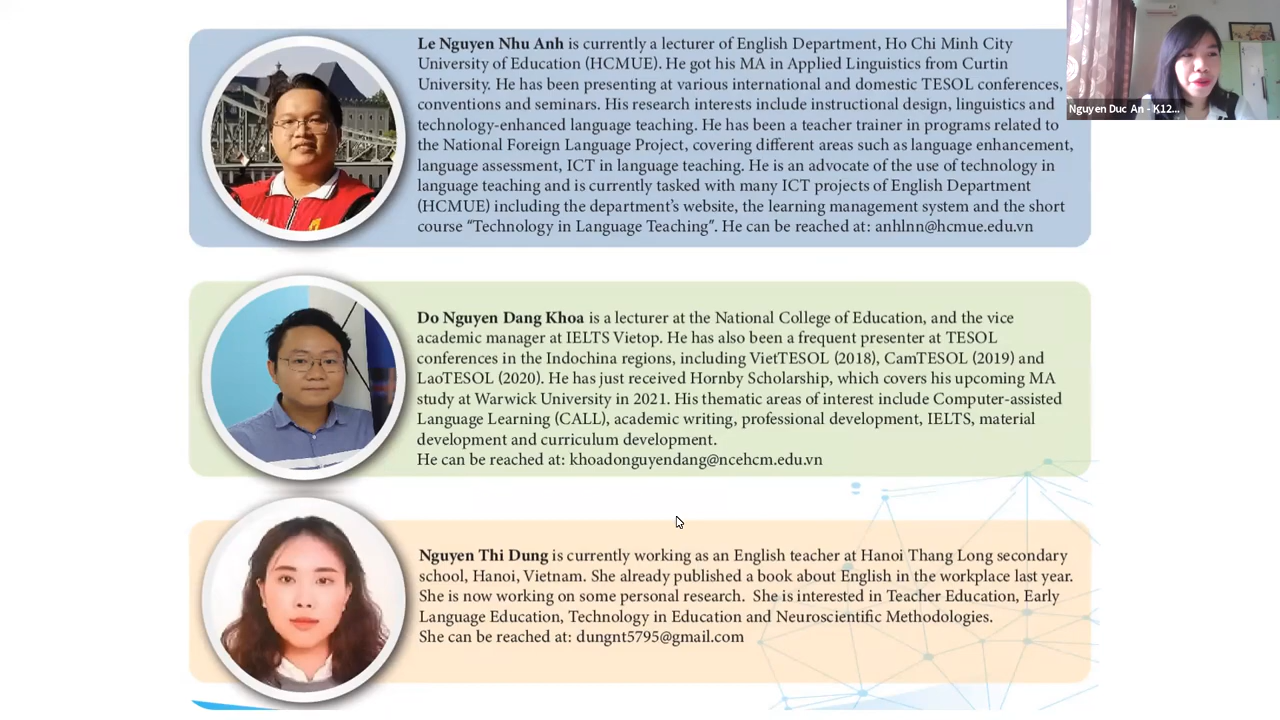 Le Nguyen Nhu Anh is currently a lecturer of English Department, Ho Chi Minh City
University of Education (HCMUE). He got his MA in Applied Linguistics from Curtin
University. He has been presenting at various international and domestic TESOL conferences,
conventions and seminars. His research interests include instructional design, linguistics and
technology-enhanced language teaching. He has been a teacher trainer in programs related to
the National Foreign Language Project, covering different areas such as language enhancement,
language assessment, ICT in language teaching. He is an advocate of the use of technology in
language teaching and is currently tasked with many ICT projects of English Department
(HCMUE) including the department's website, the learning management system and the short
course “Technology in Language Teaching”. He can be reached at: anhlnn@hcmue.edu.vn
Nguyen Duc An - K12...
Do Nguyen Dang Khoa is a lecturer at the National College of Education, and the vice
academic manager at IELTS Vietop. He has also been a frequent presenter at TESOL
conferences in the Indochina regions, including VietTESOL (2018), CamTESOL (2019) and
LaoTESOL (2020). He has just received Hornby Scholarship, which covers his upcoming MA
study at Warwick University in 2021. His thematic areas of interest include Computer-assisted
Language Learning (CALL), academic writing, professional development, IELTS, material
development and curriculum development.
He can be reached at: khoadonguyendang@ncehcm.edu.vn
Nguyen Thi Dung is currently working as an English teacher at Hanoi Thang Long secondary
school, Hanoi, Vietnam. She already published a book about English in the workplace last year.
She is now working on some personal research. She is interested in Teacher Education, Early
Language Education, Technology in Education and Neuroscientific Methodologies.
She can be reached at: dungnt5795@gmail.com